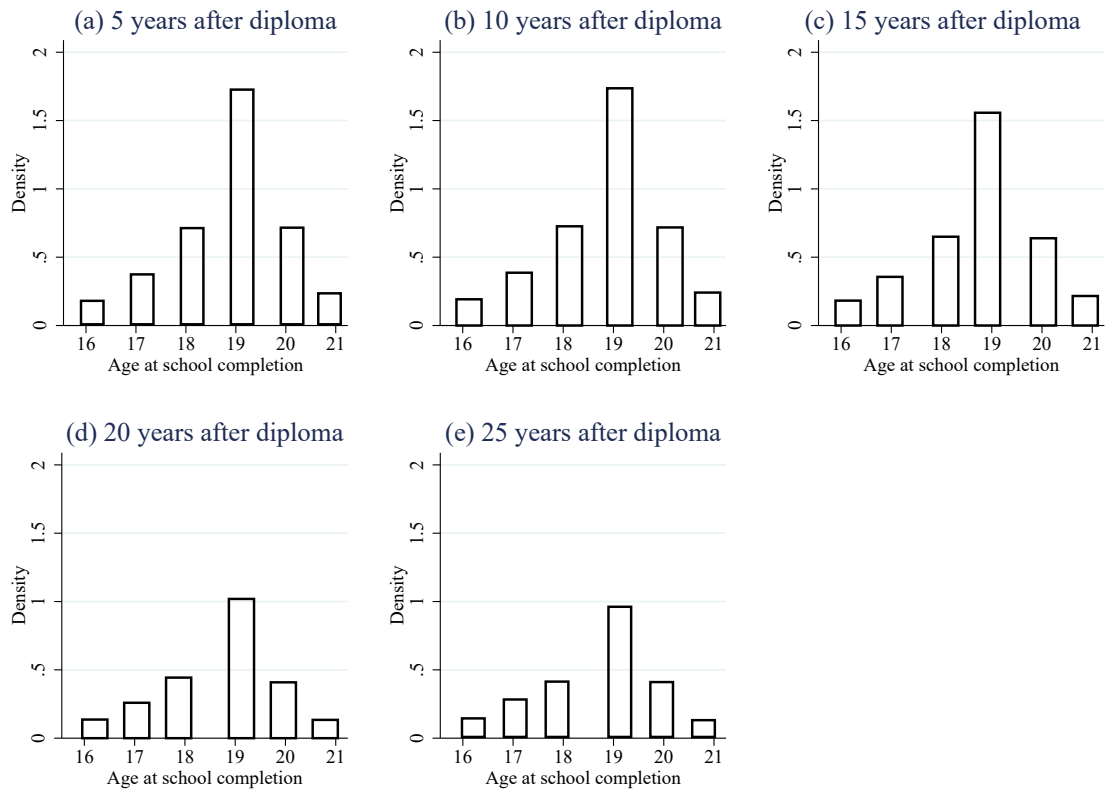 (a) 5 years after diploma
2
1.5
1
.5
0
Density
16 17 18 19 20 21
Age at school completion
(b) 10 years after diploma
2
1.5
1
.5
0
Density
16 17 18 19 20 21
Age at school completion
(c) 15 years after diploma
2
1.5
1
.5
0
Density
16 17 18 19 20 21
Age at school completion
(d) 20 years after diploma
2
1.5
1
.5
0
Density
16 17 18 19 20 21
Age at school completion
(e) 25 years after diploma
2
1.5
1
.5
0
Density
16 17 18 19 20 21
Age at school completion